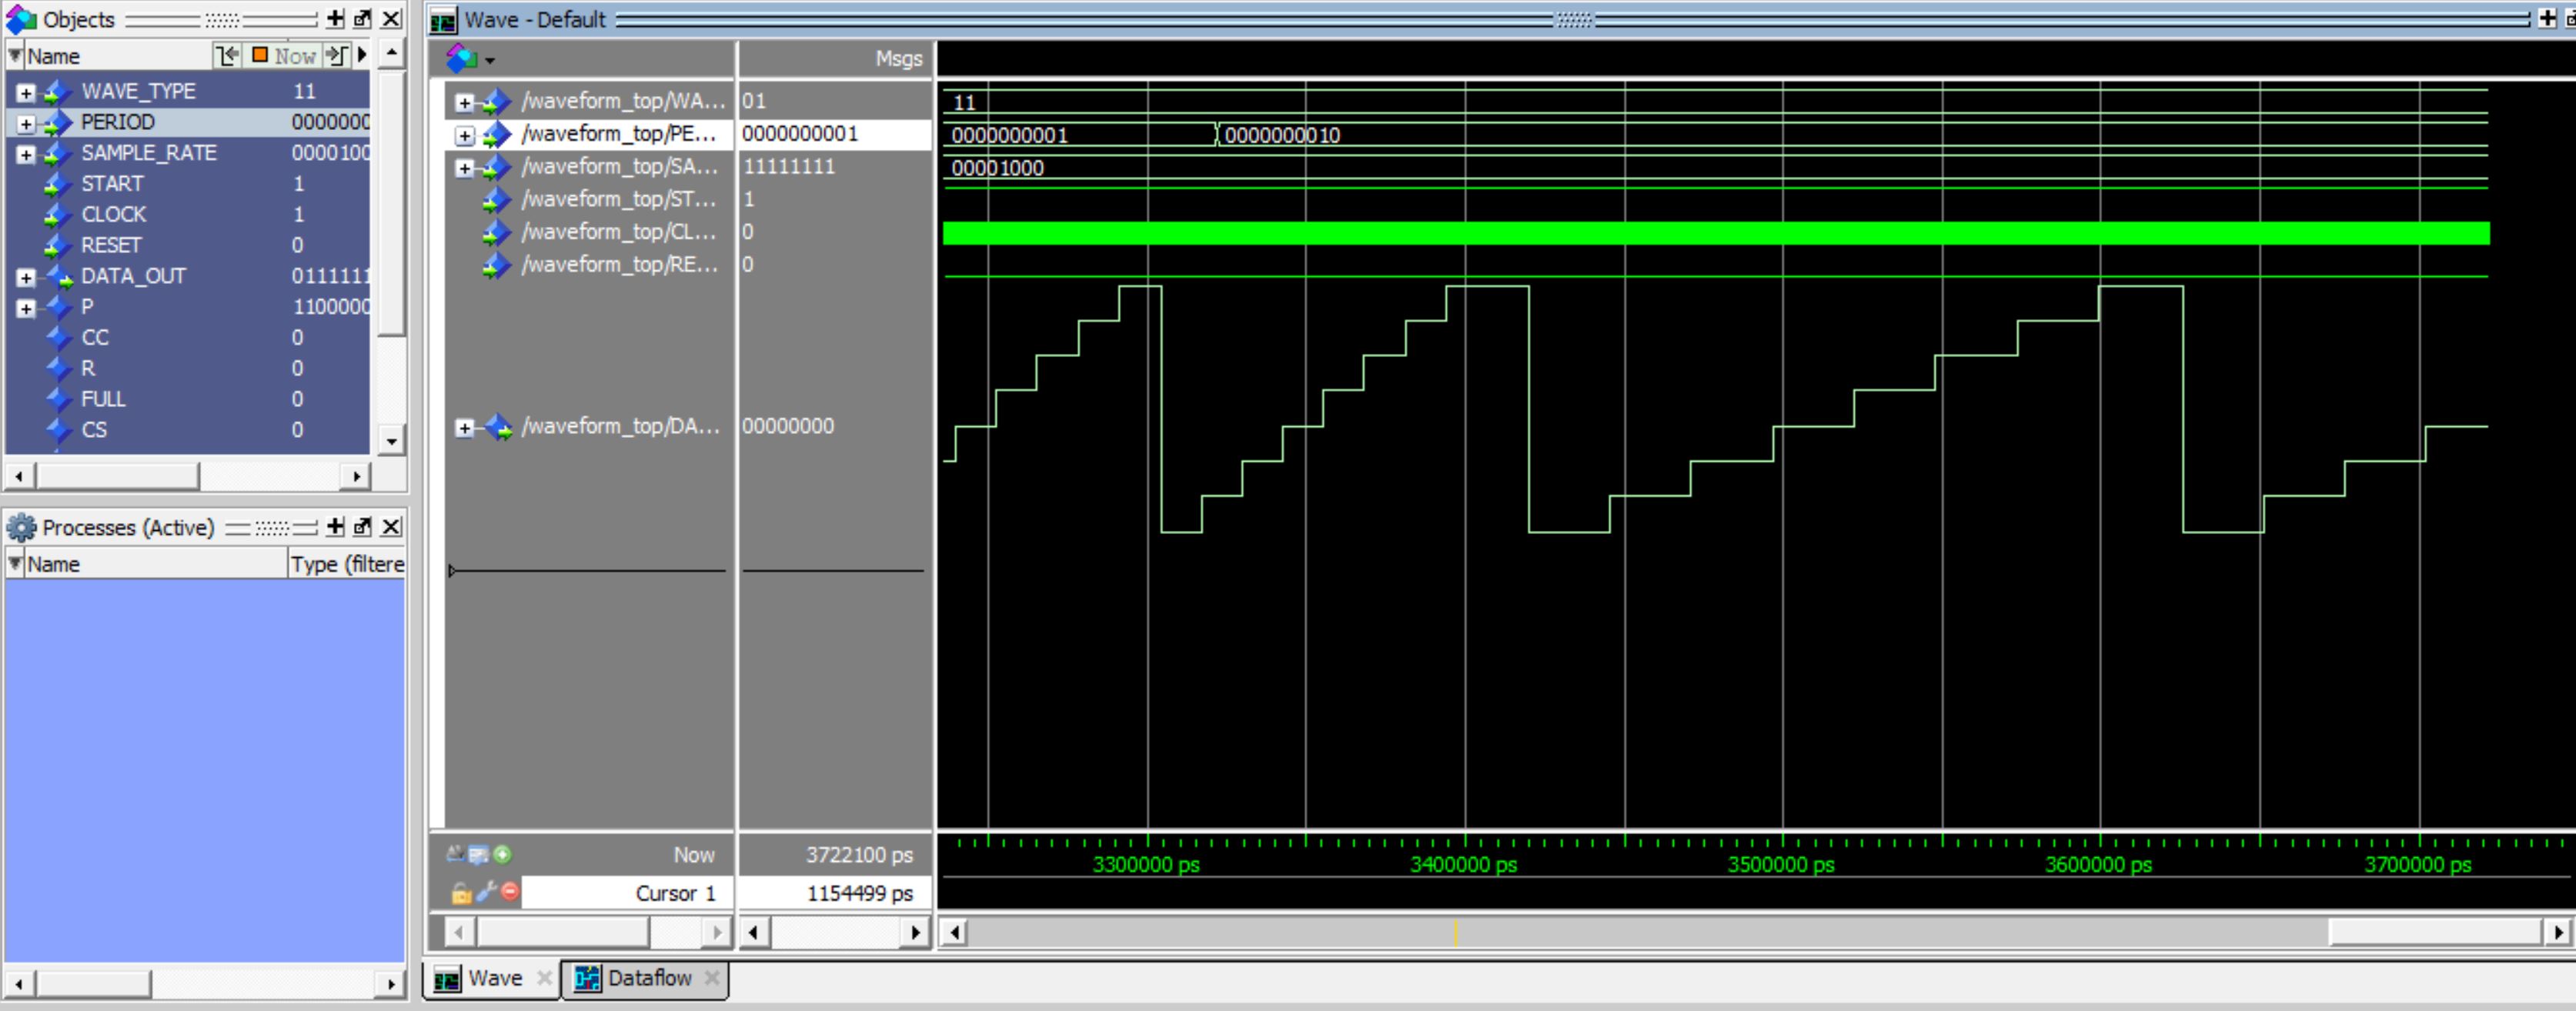 Objects
Name Now
WAVE_TYPE 11
PERIOD 0000000
SAMPLE_RATE 0000100
START 1
CLOCK 1
RESET 0
DATA_OUT 0111111
P 1100000
CC 0
R 0
FULL 0
CS 0
Processes (Active)
Name Type (filtere
Wave - Default
Msgs
/waveform_top/WA... 01 11
/waveform_top/PE... 0000000001 0000000001 0000000010
/waveform_top/SA... 11111111 00001000
/waveform_top/ST... 1
/waveform_top/CL... 0
/waveform_top/RE... 0
/waveform_top/DA... 00000000
Now 3722100 ps 3300000 ps 3400000 ps 3500000 ps 3600000 ps 3700000 ps
Cursor 1 1154499 ps
Wave Dataflow